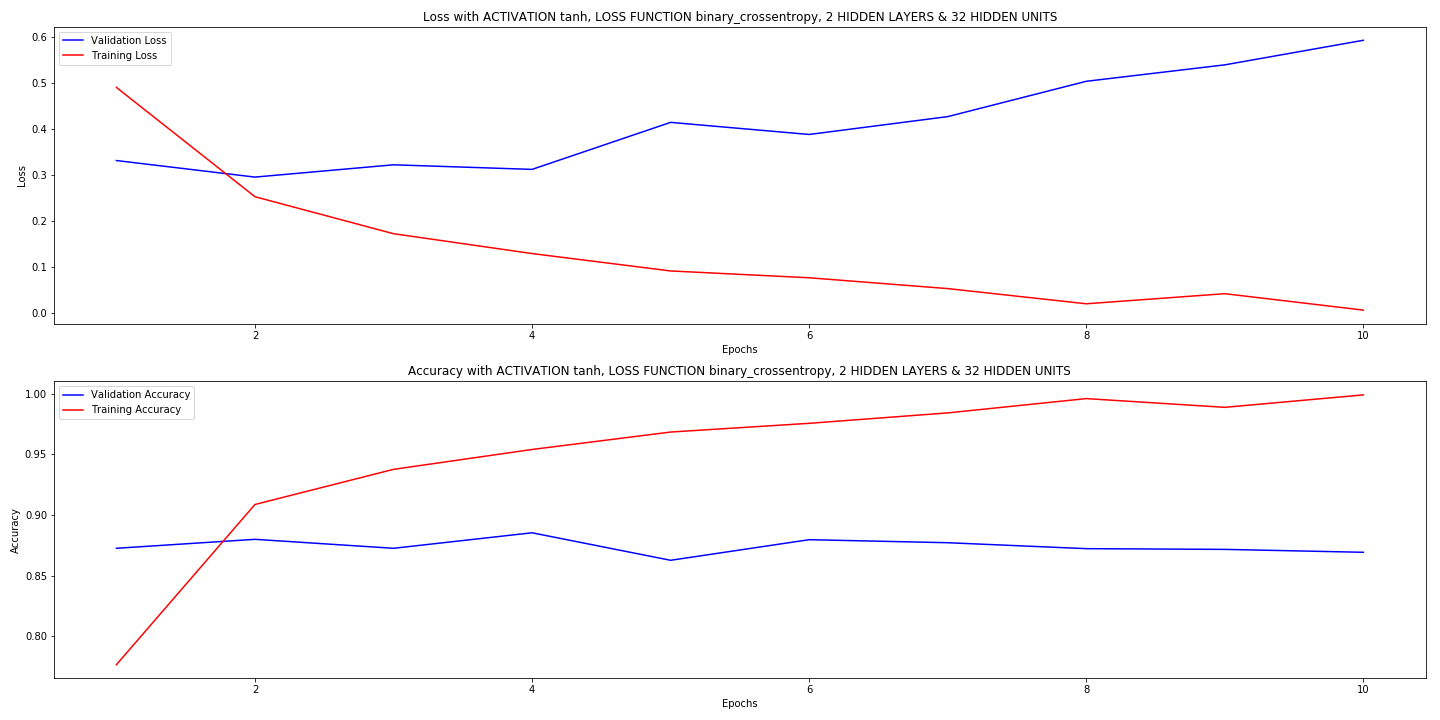 Loss with ACTIVATION tanh, LOSS FUNCTION binary_crossentropy, 2 HIDDEN LAYERS & 32 HIDDEN UNITS
Validation Loss
Training Loss
0.6
0.5
0.4
0.3
0.2
0.1
0.0
Loss
2 4 6 8 10
Epochs
Accuracy with ACTIVATION tanh, LOSS FUNCTION binary_crossentropy, 2 HIDDEN LAYERS & 32 HIDDEN UNITS
Validation Accuracy
Training Accuracy
1.00
0.95
0.90
0.85
0.80
Accuracy
2 4 6 8 10
Epochs